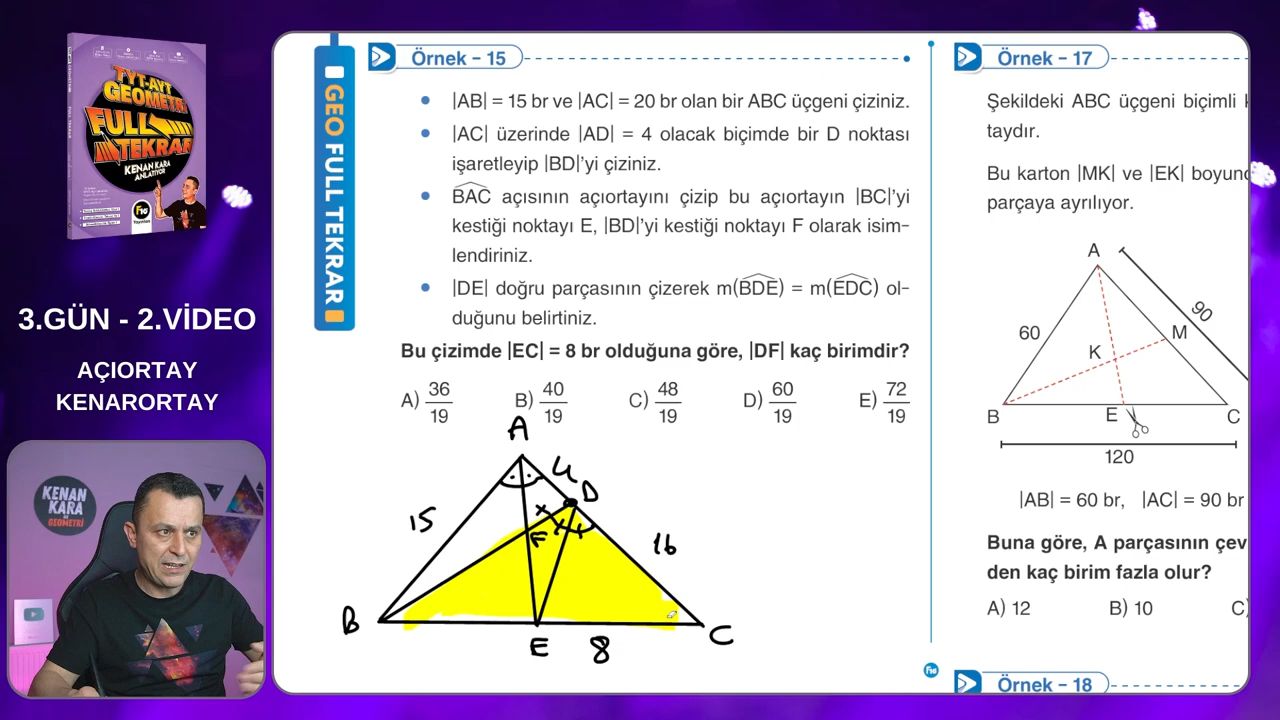 TYT-AYT
GEOMETRİ
FULL
TEKRAR
KENAN KARA
ANLATIYOR
3.GÜN - 2.VİDEO
AÇIORTAY
KENARORTAY
KENAN
KARA
GEOMETRİ
GEO FULL TEKRAR
Örnek – 15
• |AB| = 15 br ve |AC| = 20 br olan bir ABC üçgeni çiziniz.
• |AC| üzerinde |AD| = 4 olacak biçimde bir D noktası
işaretleyip |BD|'yi çiziniz.
• BAC açısının açıortayını çizip bu açıortayın |BC|'yi
kestiği noktayı E, |BD|'yi kestiği noktayı F olarak isim-
lendiriniz.
• |DE| doğru parçasının çizerek m(BDE) = m(EDC) ol-
duğunu belirtiniz.
Bu çizimde |EC| = 8 br olduğuna göre, |DF| kaç birimdir?
A) 36/19 B) 40/19 C) 48/19 D) 60/19 E) 72/19
A
4
D
15
x
F
16
B
E
8
C
Örnek – 17
Şekildeki ABC üçgeni biçimli
taydır.
Bu karton |MK| ve |EK| boyunc
parçaya ayrılıyor.
A
90
60
M
K
B
E
C
120
|AB| = 60 br, |AC| = 90 br
Buna göre, A parçasının çev
den kaç birim fazla olur?
A) 12 B) 10 C)
Örnek – 18